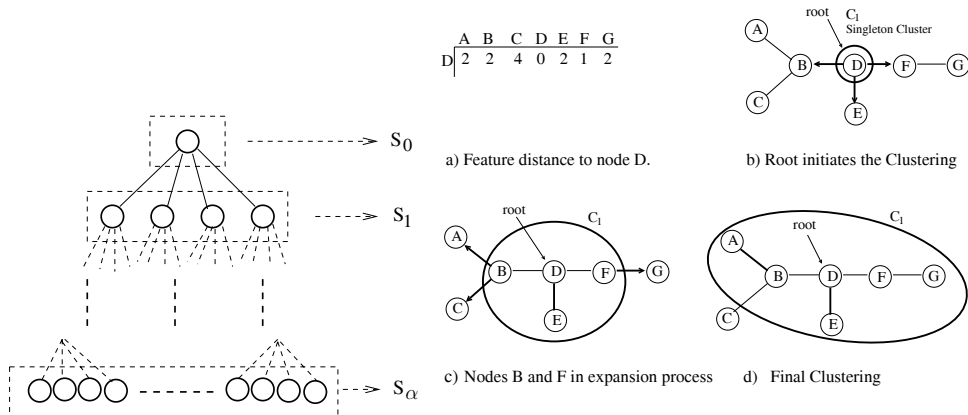 S0
S1
Sα
A B C D E F G
D 2 2 4 0 2 1 2
a) Feature distance to node D.
root
C1
Singleton Cluster
A
B
D
F
G
C
E
b) Root initiates the Clustering
root
C1
A
B
D
F
G
C
E
c) Nodes B and F in expansion process
C1
root
A
B
D
F
G
C
E
d) Final Clustering